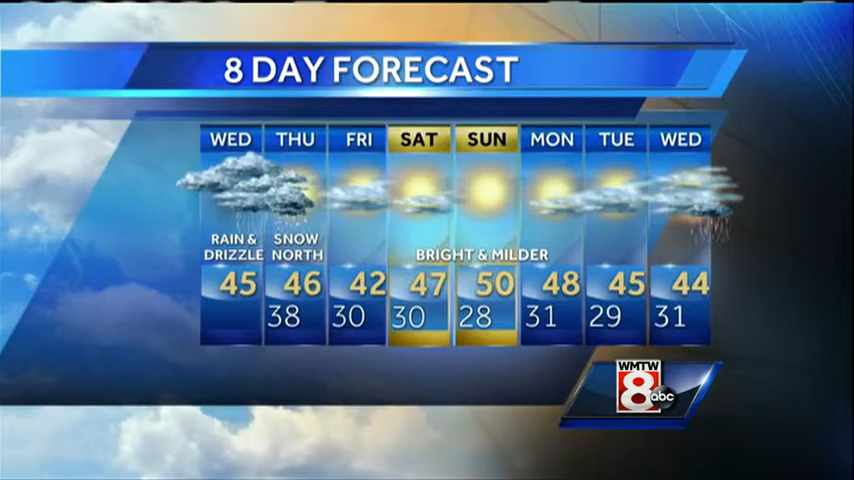 8 DAY FORECAST
WED THU FRI SAT SUN MON TUE WED
RAIN & SNOW
DRIZZLE NORTH BRIGHT & MILDER
45 46 42 47 50 48 45 44
38 30 30 28 31 29 31
WMTW
8 abc